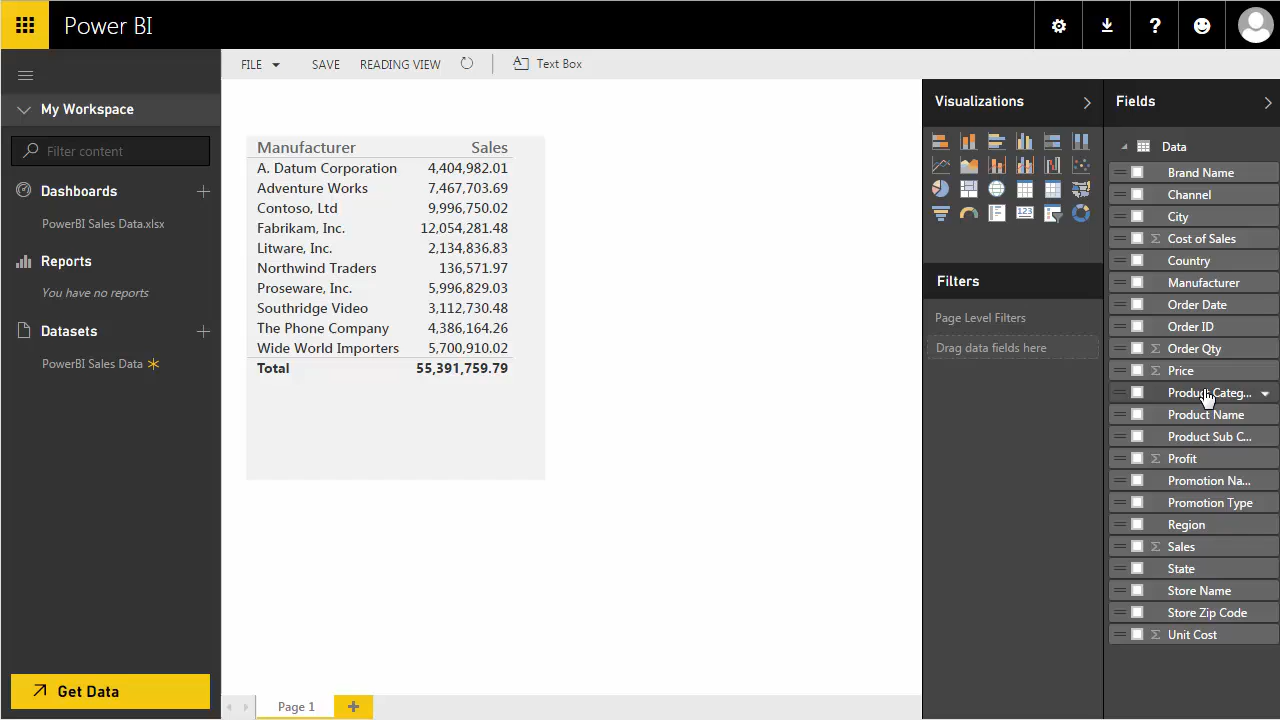 Power BI
?
FILE
SAVE
READING VIEW
Text Box
My Workspace
Filter content
Dashboards
PowerBI Sales Data.xlsx
Reports
You have no reports
Datasets
PowerBI Sales Data
Get Data
Manufacturer Sales
A. Datum Corporation 4,404,982.01
Adventure Works 7,467,703.69
Contoso, Ltd 9,996,750.02
Fabrikam, Inc. 12,054,281.48
Litware, Inc. 2,134,836.83
Northwind Traders 136,571.97
Proseware, Inc. 5,996,829.03
Southridge Video 3,112,730.48
The Phone Company 4,386,164.26
Wide World Importers 5,700,910.02
Total 55,391,759.79
Page 1
Visualizations
123
Filters
Page Level Filters
Drag data fields here
Fields
Data
Brand Name
Channel
City
Σ Cost of Sales
Country
Manufacturer
Order Date
Order ID
Σ Order Qty
Σ Price
Product Categ...
Product Name
Product Sub C...
Σ Profit
Promotion Na...
Promotion Type
Region
Σ Sales
State
Store Name
Store Zip Code
Σ Unit Cost